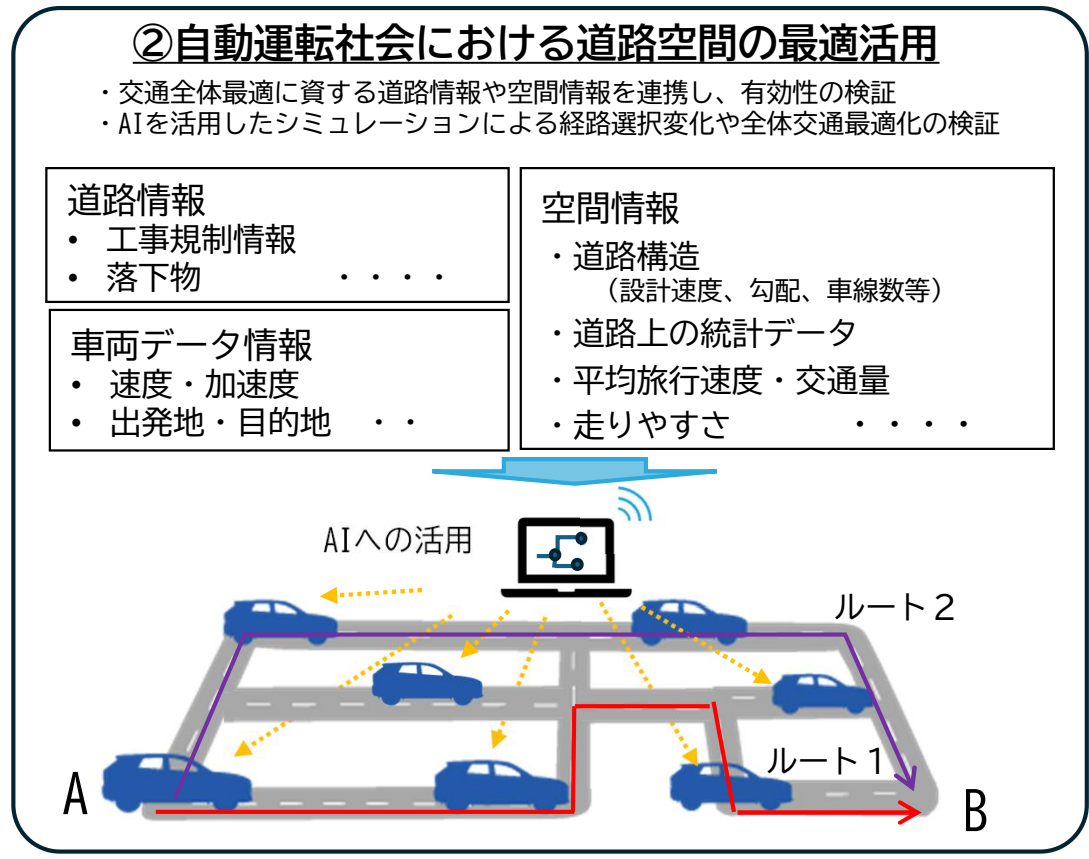 ②自動運転社会における道路空間の最適活用
・交通全体最適に資する道路情報や空間情報を連携し、有効性の検証
・AIを活用したシミュレーションによる経路選択変化や全体交通最適化の検証
道路情報
• 工事規制情報
• 落下物 ・・・・
車両データ情報
• 速度・加速度
• 出発地・目的地 ・・
空間情報
・道路構造
（設計速度、勾配、車線数等）
・道路上の統計データ
・平均旅行速度・交通量
・走りやすさ ・・・・
AIへの活用
ルート２
ルート１
A
B